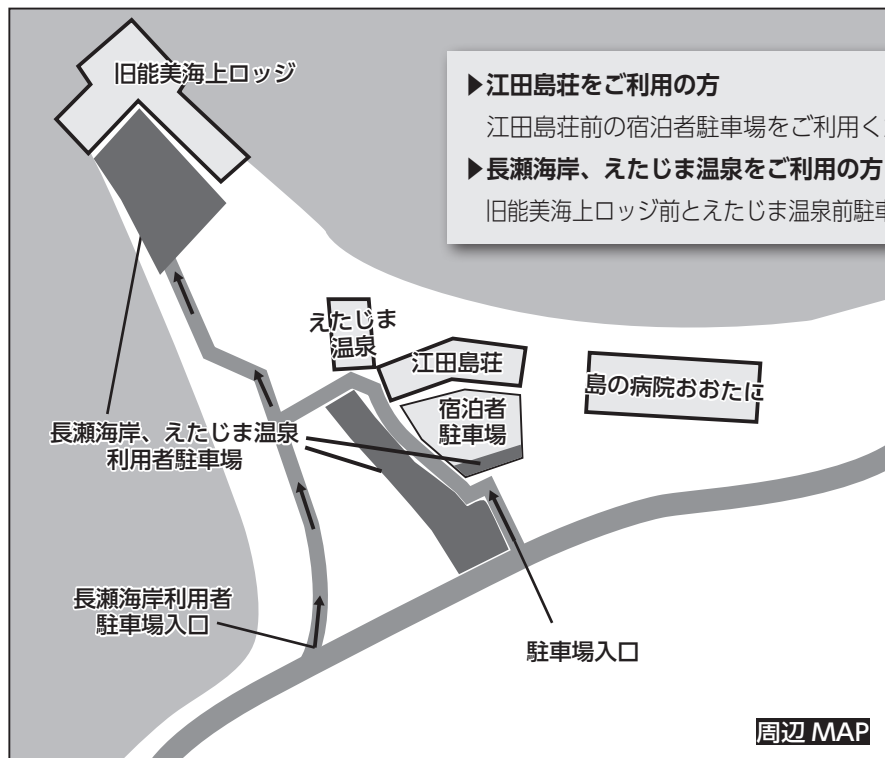 旧能美海上ロッジ
▶江田島荘をご利用の方
江田島荘前の宿泊者駐車場をご利用く
▶長瀬海岸、えたじま温泉をご利用の方
旧能美海上ロッジ前とえたじま温泉前駐車
えたじま
温泉
江田島荘
島の病院おおたに
宿泊者
駐車場
長瀬海岸、えたじま温泉
利用者駐車場
長瀬海岸利用者
駐車場入口
駐車場入口
周辺 MAP